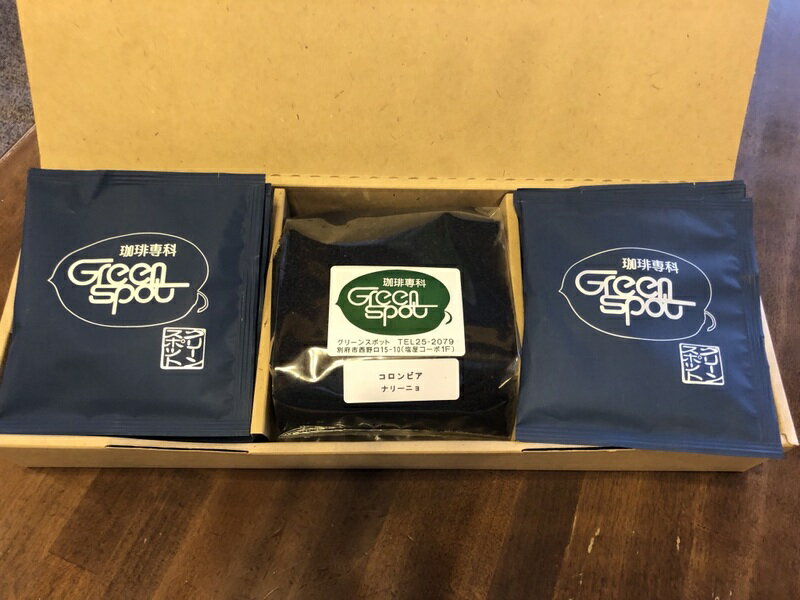 珈琲専科
Green
Spot
グリーン
スポット
珈琲専科
Green
Spot
グリーンスポット TEL25-2079
別府市西野口15-10(塩屋コーポ1F)
コロンビア
ナリーニョ
珈琲専科
Green
Spot
グリーン
スポット